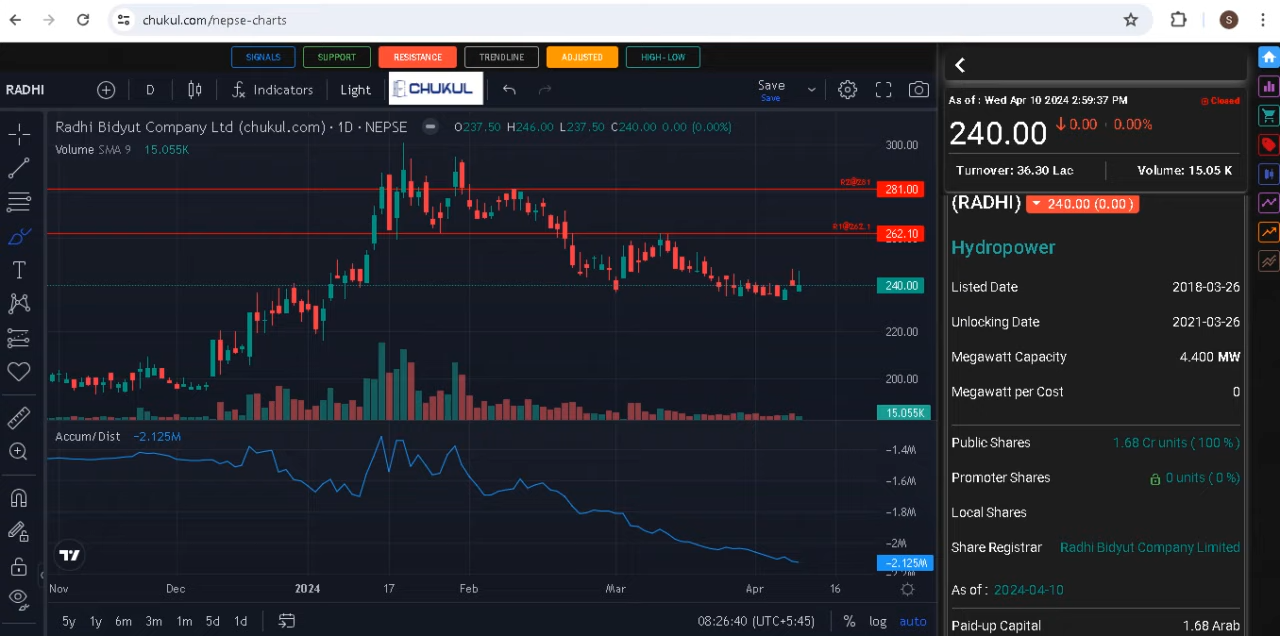 chukul.com/nepse-charts
S
SIGNALS SUPPORT RESISTANCE TRENDLINE ADJUSTED HIGH-LOW
RADHI D Indicators Light CHUKUL Save
Save
Radhi Bidyut Company Ltd (chukul.com) · 1D · NEPSE O237.50 H246.00 L237.50 C240.00 0.00 (0.00%)
Volume SMA 9 15.055K
300.00
R2@281 281.00
R1@262.1 262.10
240.00
220.00
200.00
15.055K
Accum/Dist −2.125M
−1.4M
−1.6M
−1.8M
−2M
−2.125M
−2.2M
Nov Dec 2024 17 Feb Mar Apr 16
5y 1y 6m 3m 1m 5d 1d 08:26:40 (UTC+5:45) % log auto
As of : Wed Apr 10 2024 2:59:37 PM Closed
240.00 0.00 0.00%
Turnover: 36.30 Lac Volume: 15.05 K
(RADHI) 240.00 (0.00 )
Hydropower
Listed Date 2018-03-26
Unlocking Date 2021-03-26
Megawatt Capacity 4.400 MW
Megawatt per Cost 0
Public Shares 1.68 Cr units ( 100 % )
Promoter Shares 0 units ( 0 %)
Local Shares
Share Registrar Radhi Bidyut Company Limited
As of : 2024-04-10
Paid-up Capital 1.68 Arab